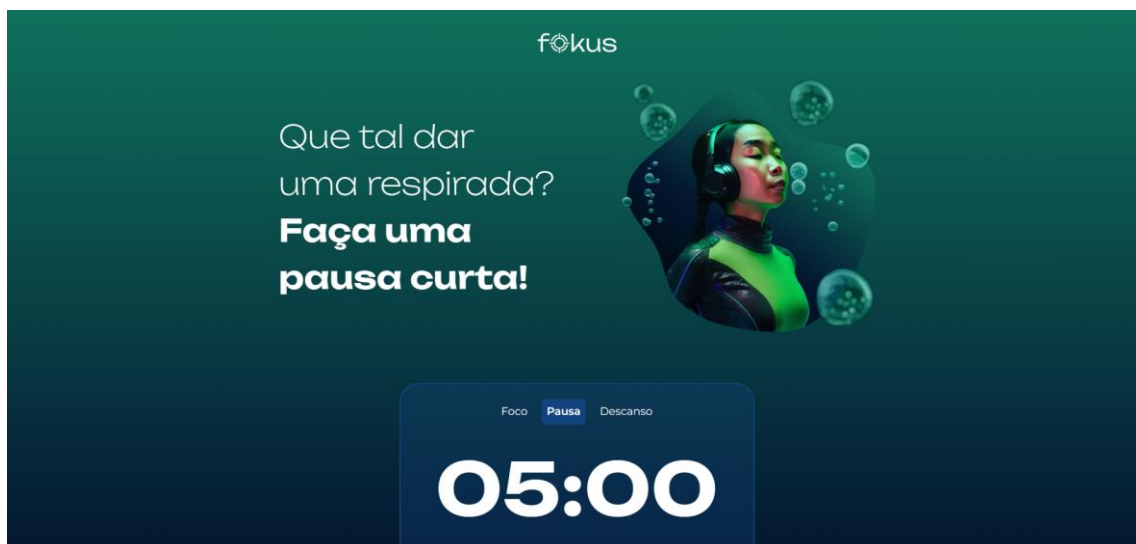 fokus
Que tal dar
uma respirada?
Faça uma
pausa curta!
Foco Pausa Descanso
05:00